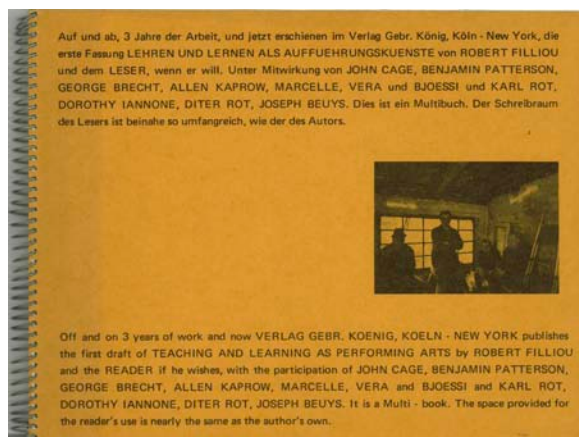 Auf und ab, 3 Jahre der Arbeit, und jetzt erschienen im Verlag Gebr. König, Köln - New York, die
erste Fassung LEHREN UND LERNEN ALS AUFFUEHRUNGSKUENSTE von ROBERT FILLIOU
und dem LESER, wenn er will. Unter Mitwirkung von JOHN CAGE, BENJAMIN PATTERSON,
GEORGE BRECHT, ALLEN KAPROW, MARCELLE, VERA und BJOESSI und KARL ROT,
DOROTHY IANNONE, DITER ROT, JOSEPH BEUYS. Dies ist ein Multibuch. Der Schreibraum
des Lesers ist beinahe so umfangreich, wie der des Autors.
Off and on 3 years of work and now VERLAG GEBR. KOENIG, KOELN - NEW YORK publishes
the first draft of TEACHING AND LEARNING AS PERFORMING ARTS by ROBERT FILLIOU
and the READER if he wishes, with the participation of JOHN CAGE, BENJAMIN PATTERSON,
GEORGE BRECHT, ALLEN KAPROW, MARCELLE, VERA and BJOESSI and KARL ROT,
DOROTHY IANNONE, DITER ROT, JOSEPH BEUYS. It is a Multi - book. The space provided for
the reader's use is nearly the same as the author's own.